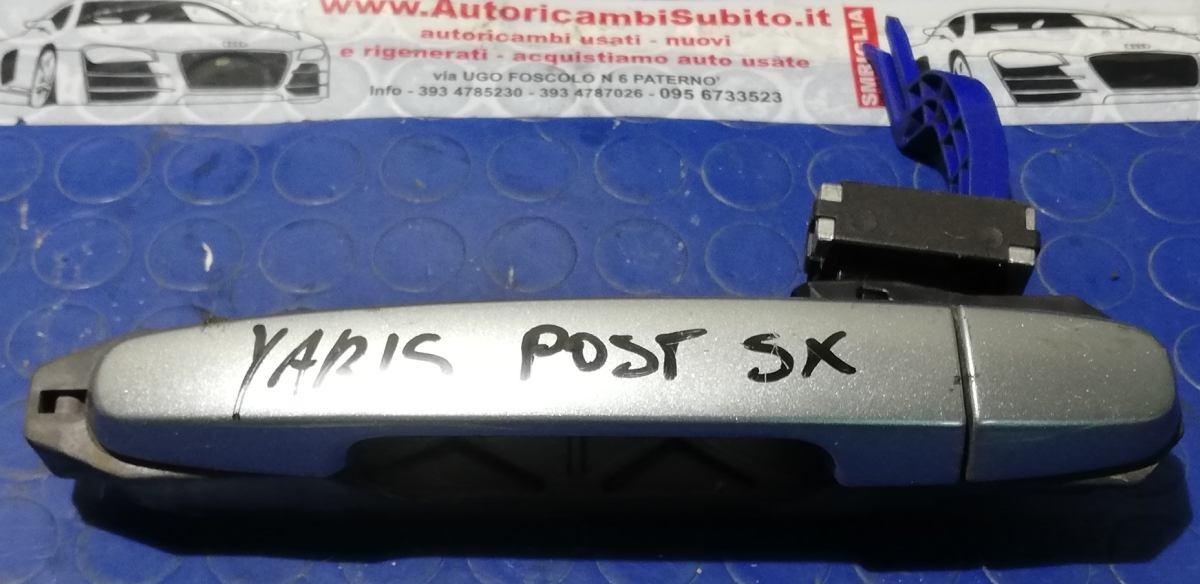 www.AutoricambiSubito.it
autoricambi usati - nuovi
e rigenerati - acquistiamo auto usate
via UGO FOSCOLO N 6 PATERNO'
Info - 393 4785230 - 393 4787026 - 095 6733523
SMBIGLIA
YARIS POST SX